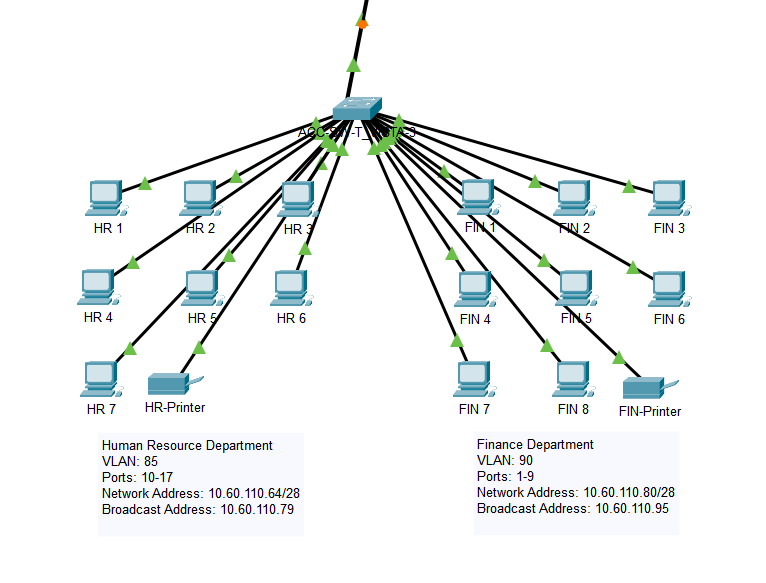 HR 1
HR 2
HR 3
FIN 1
FIN 2
FIN 3
HR 4
HR 5
HR 6
FIN 4
FIN 5
FIN 6
HR 7
HR-Printer
FIN 7
FIN 8
FIN-Printer
Human Resource Department
VLAN: 85
Ports: 10-17
Network Address: 10.60.110.64/28
Broadcast Address: 10.60.110.79
Finance Department
VLAN: 90
Ports: 1-9
Network Address: 10.60.110.80/28
Broadcast Address: 10.60.110.95